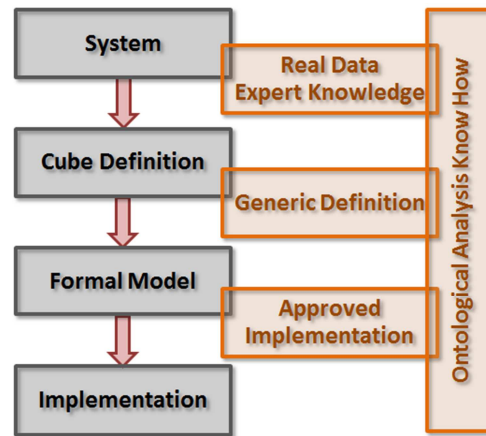 System
Real Data
Expert Knowledge
Cube Definition
Generic Definition
Formal Model
Approved
Implementation
Implementation
Ontological Analysis Know How